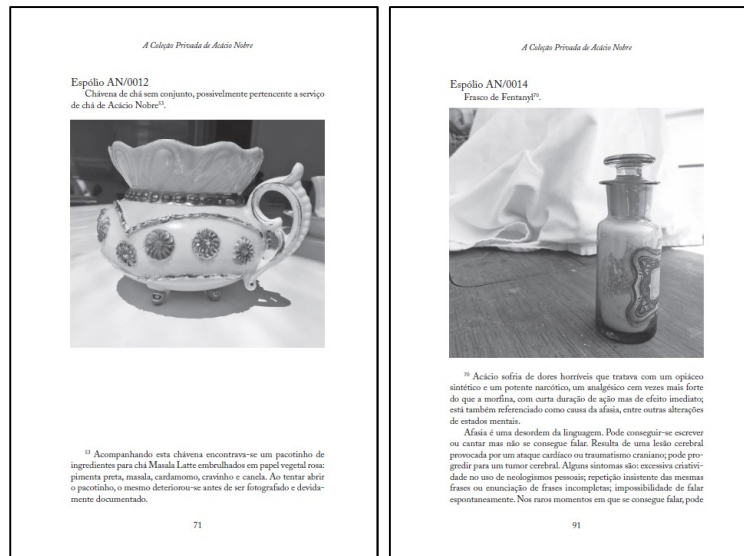 A Coleção Privada de Acácio Nobre
Espólio AN/0012
Chávena de chá sem conjunto, possivelmente pertencente a serviço
de chá de Acácio Nobre⁵³.
⁵³ Acompanhando esta chávena encontrava-se um pacotinho de
ingredientes para chá Masala Latte embrulhados em papel vegetal rosa:
pimenta preta, masala, cardamomo, cravinho e canela. Ao tentar abrir
o pacotinho, o mesmo deteriorou-se antes de ser fotografado e devida-
mente documentado.
71
A Coleção Privada de Acácio Nobre
Espólio AN/0014
Frasco de Fentanyl⁷⁰.
⁷⁰ Acácio sofria de dores horríveis que tratava com um opiáceo
sintético e um potente narcótico, um analgésico cem vezes mais forte
do que a morfina, com curta duração de ação mas de efeito imediato;
está também referenciado como causa da afasia, entre outras alterações
de estados mentais.
Afasia é uma desordem da linguagem. Pode conseguir-se escrever
ou cantar mas não se consegue falar. Resulta de uma lesão cerebral
provocada por um ataque cardíaco ou traumatismo craniano; pode pro-
gredir para um tumor cerebral. Alguns sintomas são: excessiva criativi-
dade no uso de neologismos pessoais; repetição insistente das mesmas
frases ou enunciação de frases incompletas; impossibilidade de falar
espontaneamente. Nos raros momentos em que se consegue falar, pode
91